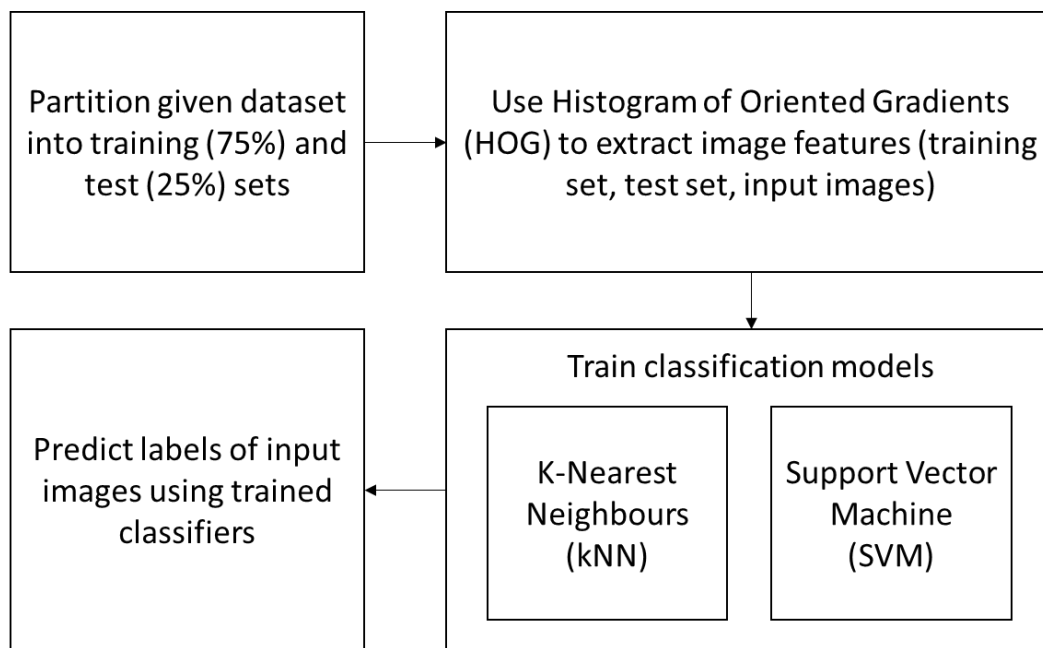 Partition given dataset
into training (75%) and
test (25%) sets
Use Histogram of Oriented Gradients
(HOG) to extract image features (training
set, test set, input images)
Train classification models
K-Nearest
Neighbours
(kNN)
Support Vector
Machine
(SVM)
Predict labels of input
images using trained
classifiers